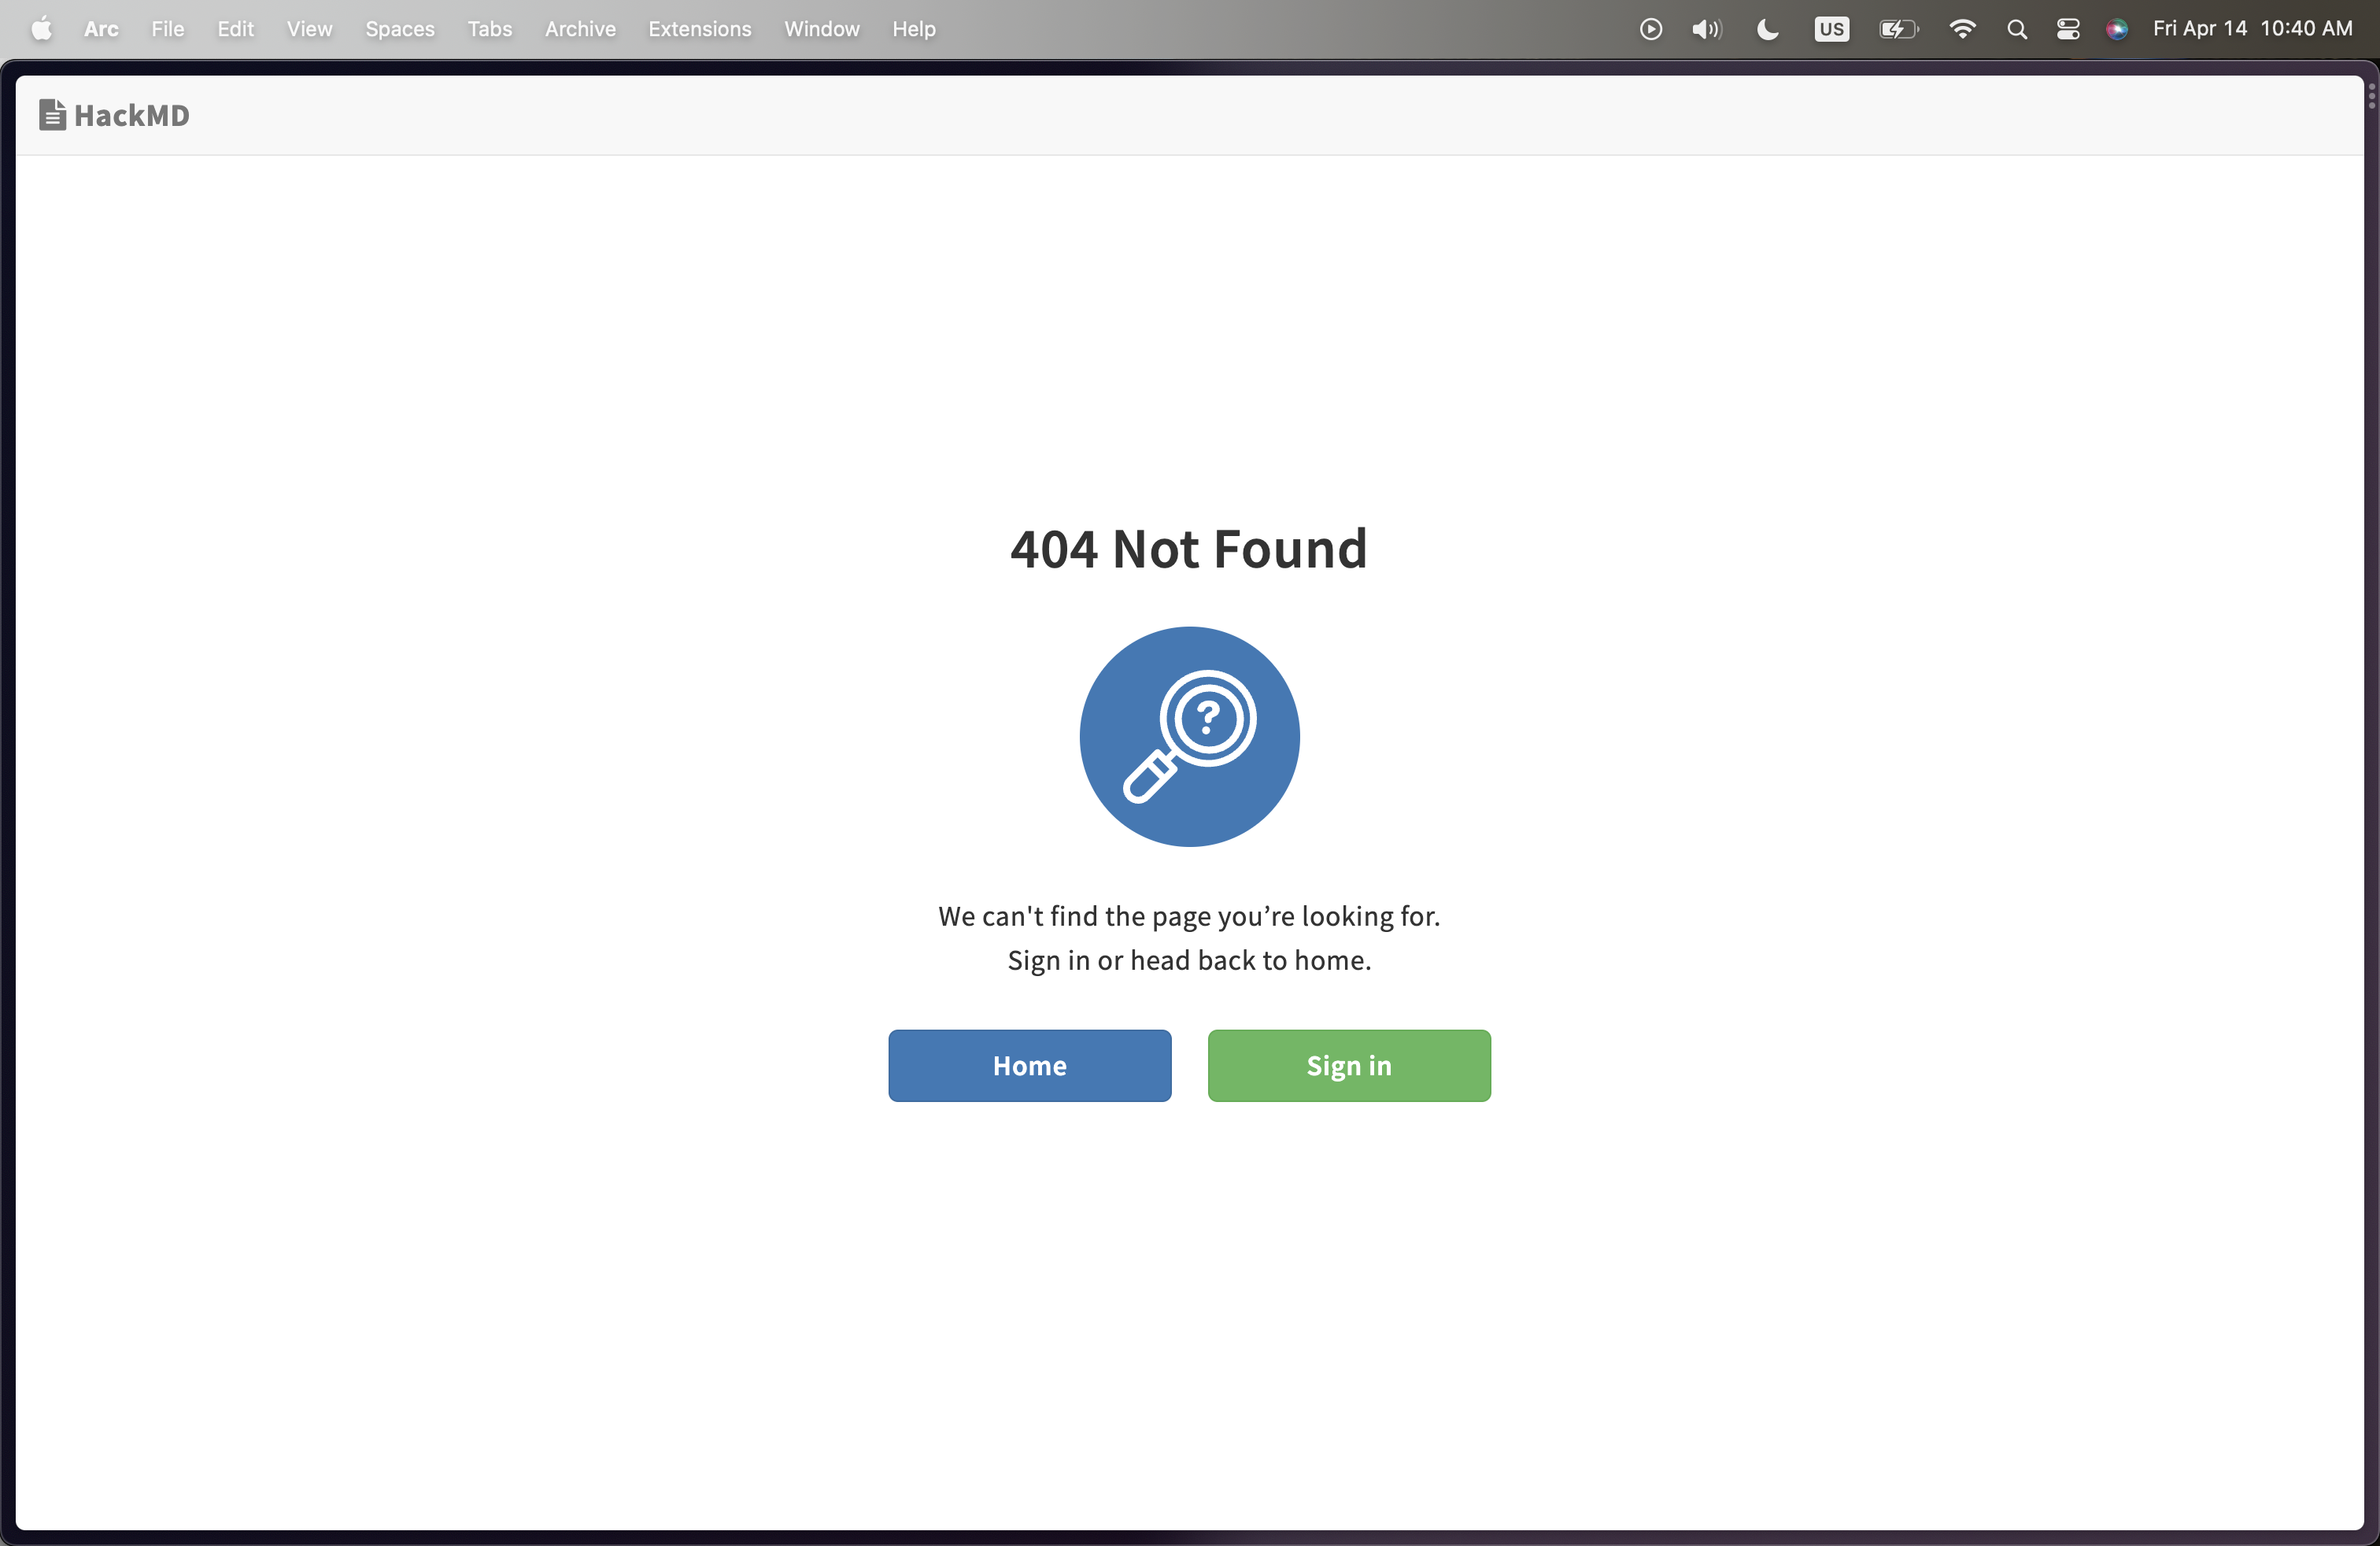 Arc File Edit View Spaces Tabs Archive Extensions Window Help US Fri Apr 14 10:40 AM
HackMD
404 Not Found
?
We can't find the page you’re looking for.
Sign in or head back to home.
Home Sign in